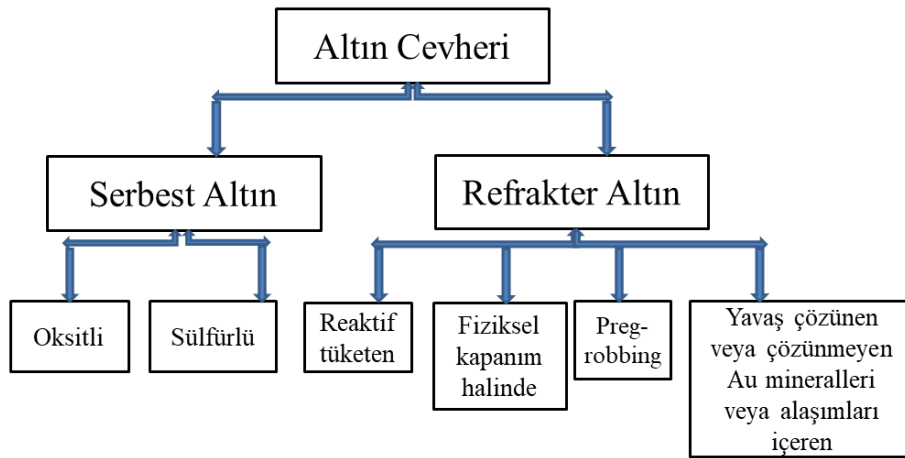 Altın Cevheri
Serbest Altın
Refrakter Altın
Oksitli
Sülfürlü
Reaktif
tüketen
Fiziksel
kapanım
halinde
Preg-
robbing
Yavaş çözünen
veya çözünmeyen
Au mineralleri
veya alaşımları
içeren